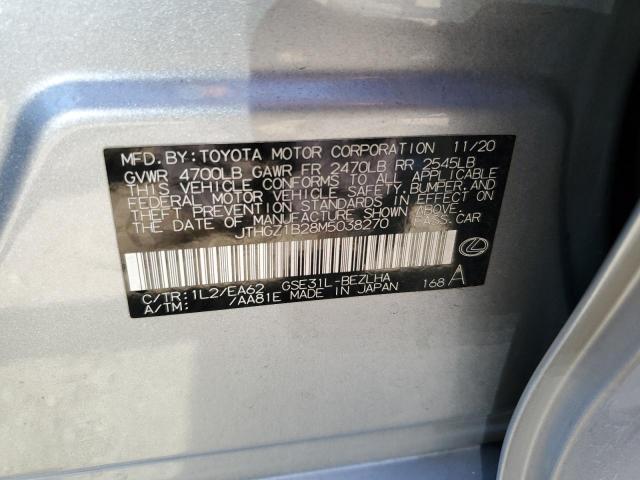 MFD. BY: TOYOTA MOTOR CORPORATION 11/20
GVWR 4700LB GAWR FR 2470LB RR 2545LB
THIS VEHICLE CONFORMS TO ALL APPLICABLE
FEDERAL MOTOR VEHICLE SAFETY, BUMPER, AND
THEFT PREVENTION STANDARDS IN EFFECT ON
THE DATE OF MANUFACTURE SHOWN ABOVE.
JTHGZ1B28M5038270 PASS. CAR
C/TR: 1L2/EA62 GSE31L-BEZLHA 168 A
A/TM: /AA81E MADE IN JAPAN